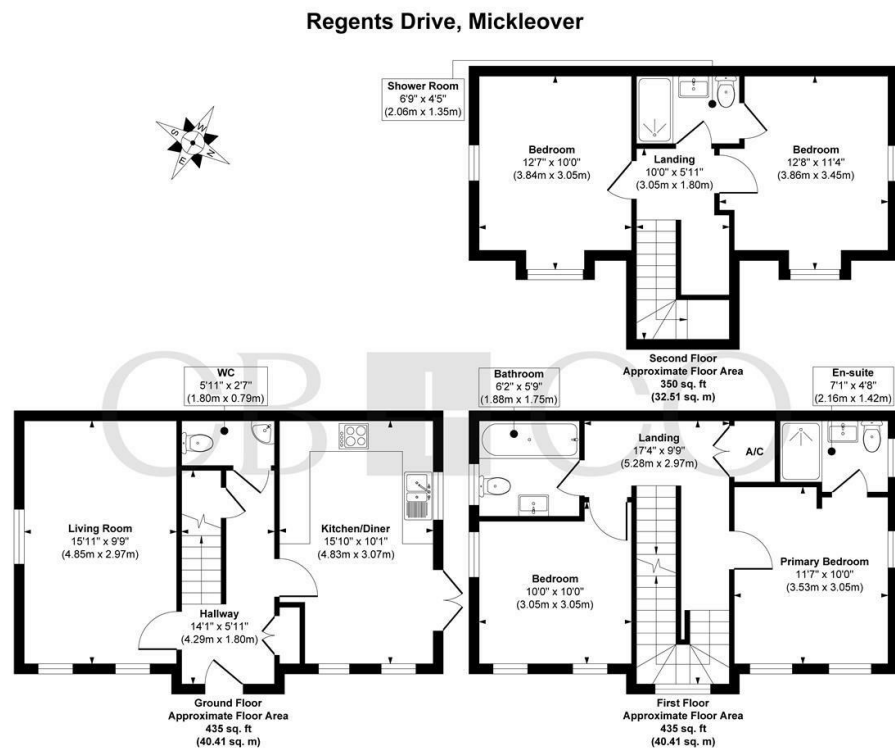 Regents Drive, Mickleover
Shower Room
6'9" x 4'5"
(2.06m x 1.35m)
S
W
E
N
Bedroom
12'7" x 10'0"
(3.84m x 3.05m)
Landing
10'0" x 5'11"
(3.05m x 1.80m)
Bedroom
12'8" x 11'4"
(3.86m x 3.45m)
Second Floor
Approximate Floor Area
350 sq. ft
(32.51 sq. m)
OB CO
WC
5'11" x 2'7"
(1.80m x 0.79m)
Bathroom
6'2" x 5'9"
(1.88m x 1.75m)
En-suite
7'1" x 4'8"
(2.16m x 1.42m)
Living Room
15'11" x 9'9"
(4.85m x 2.97m)
Kitchen/Diner
15'10" x 10'1"
(4.83m x 3.07m)
Hallway
14'1" x 5'11"
(4.29m x 1.80m)
Landing
17'4" x 9'9"
(5.28m x 2.97m)
A/C
Bedroom
10'0" x 10'0"
(3.05m x 3.05m)
Primary Bedroom
11'7" x 10'0"
(3.53m x 3.05m)
Ground Floor
Approximate Floor Area
435 sq. ft
(40.41 sq. m)
First Floor
Approximate Floor Area
435 sq. ft
(40.41 sq. m)